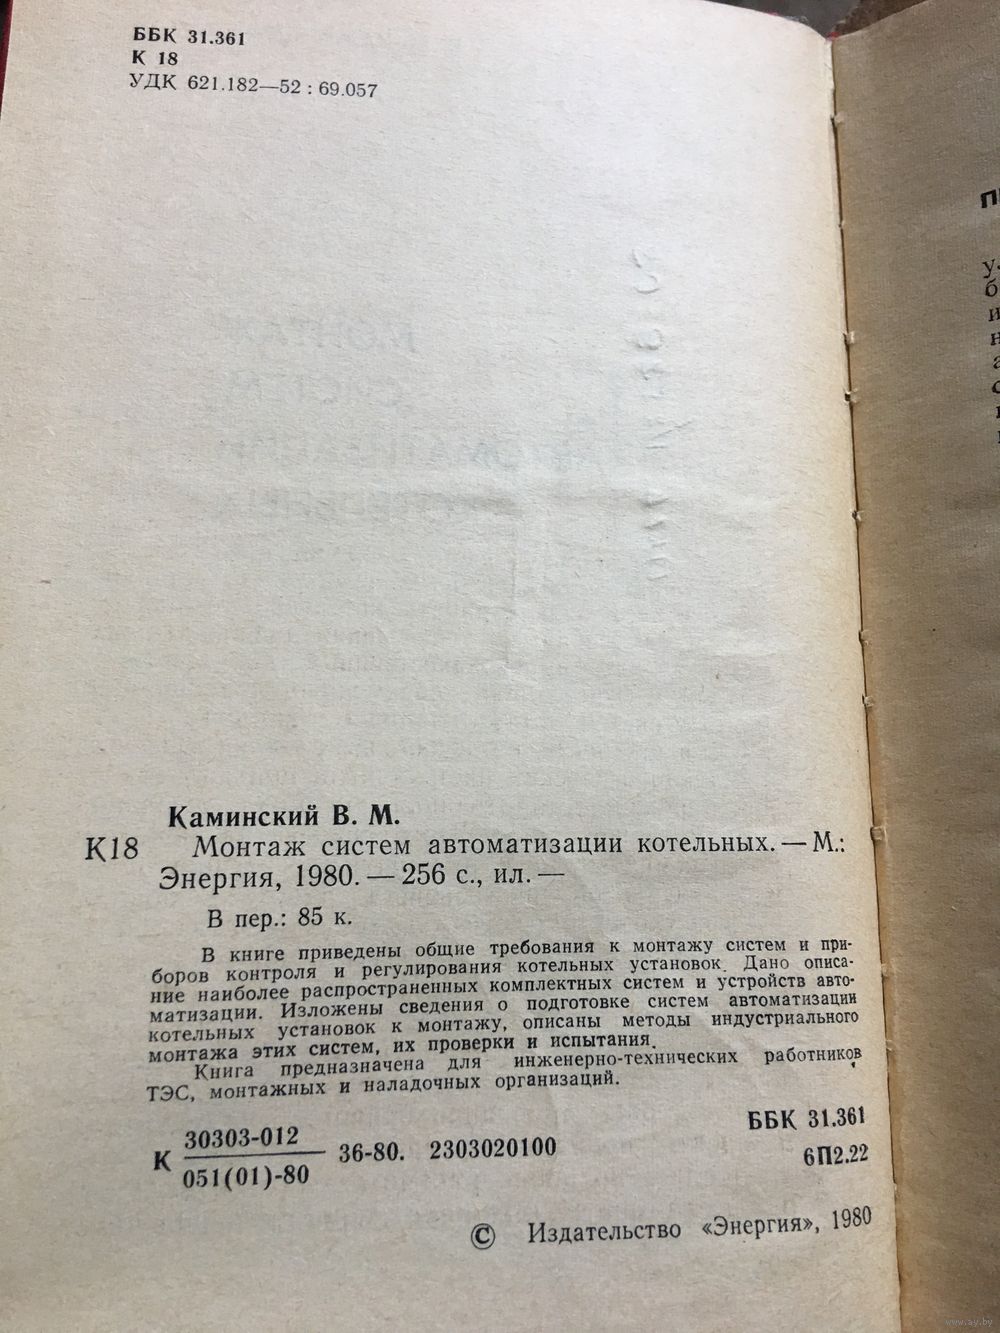 ББК 31.361
К 18
УДК 621.182—52 : 69.057
Каминский В. М.
К18 Монтаж систем автоматизации котельных. — М.:
Энергия, 1980. — 256 с., ил. —
В пер.: 85 к.
В книге приведены общие требования к монтажу систем и при-
боров контроля и регулирования котельных установок. Дано описа-
ние наиболее распространенных комплектных систем и устройств авто-
матизации. Изложены сведения о подготовке систем автоматизации
котельных установок к монтажу, описаны методы индустриального
монтажа этих систем, их проверки и испытания.
Книга предназначена для инженерно-технических работников
ТЭС, монтажных и наладочных организаций.
К 30303-012 / 051(01)-80 36-80. 2303020100
ББК 31.361
6П2.22
© Издательство «Энергия», 1980
www.ay.by